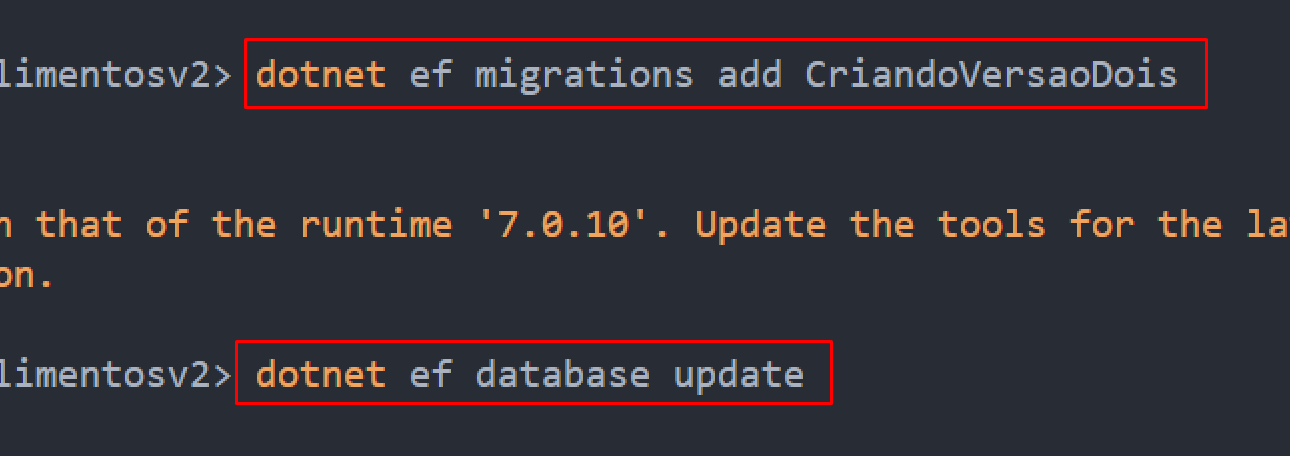 limentosv2> dotnet ef migrations add CriandoVersaoDois
that of the runtime '7.0.10'. Update the tools for the
on.
limentosv2> dotnet ef database update